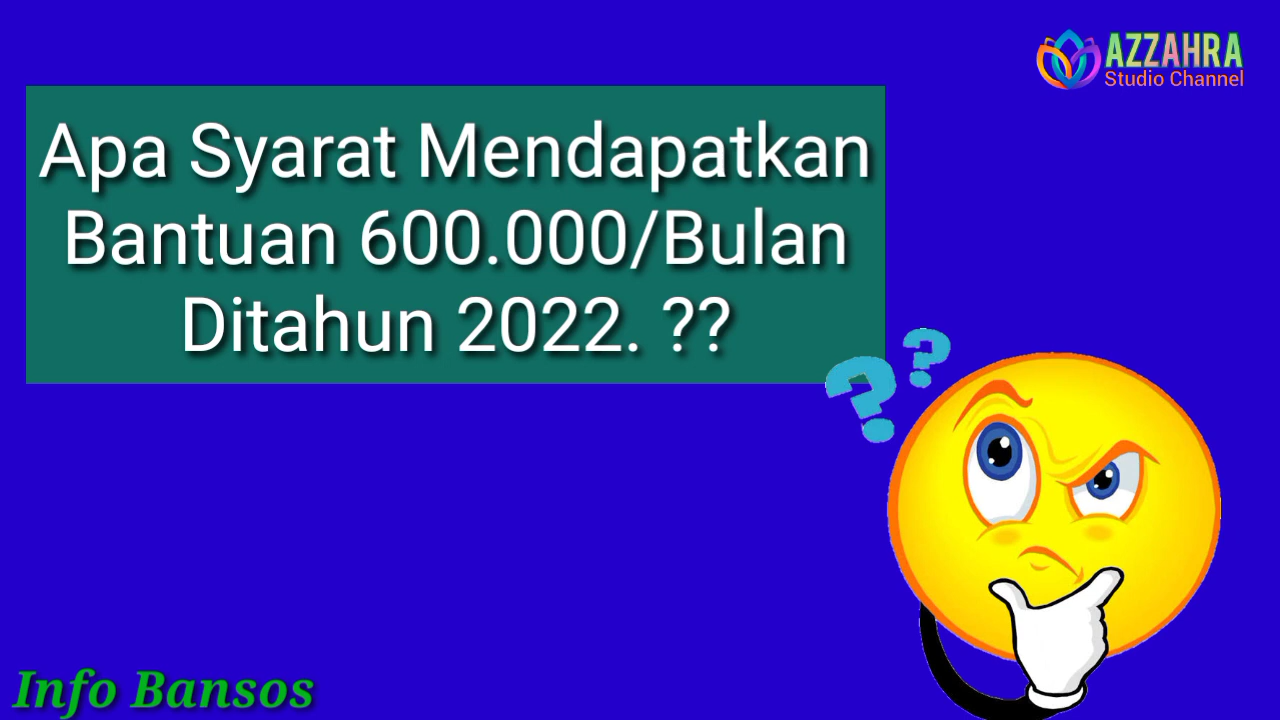 AZZAHRA
Studio Channel
Apa Syarat Mendapatkan
Bantuan 600.000/Bulan
Ditahun 2022. ??
Info Bansos